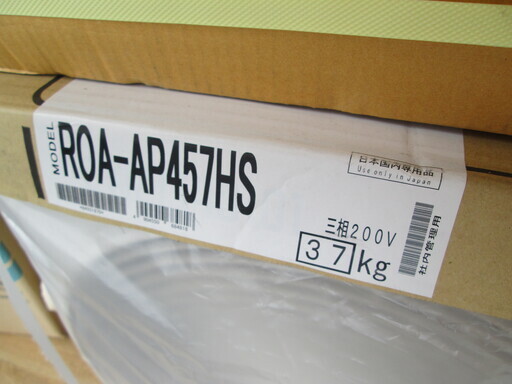 MODEL
ROA-AP457HS
日本国内専用品
Use only in Japan
三相200V
37kg
社内管理用